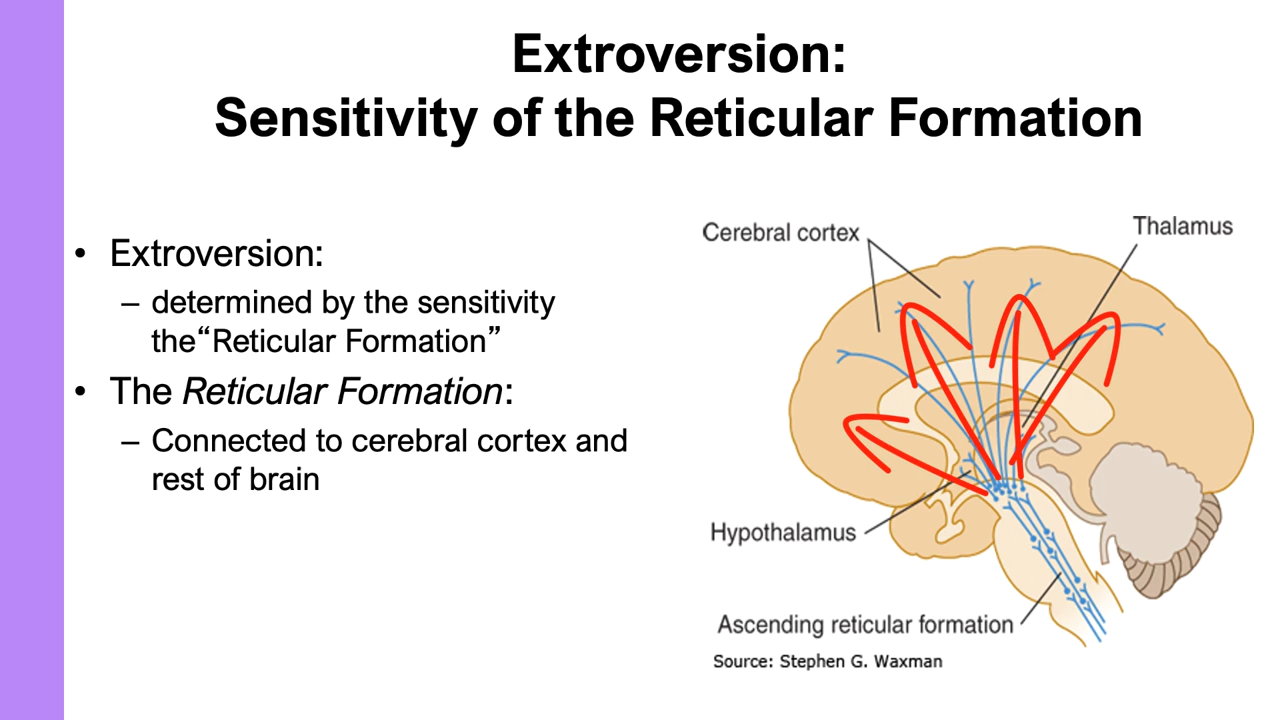 Extroversion:
Sensitivity of the Reticular Formation
• Extroversion:
– determined by the sensitivity
the“Reticular Formation”
• The Reticular Formation:
– Connected to cerebral cortex and
rest of brain
Cerebral cortex
Thalamus
Hypothalamus
Ascending reticular formation
Source: Stephen G. Waxman